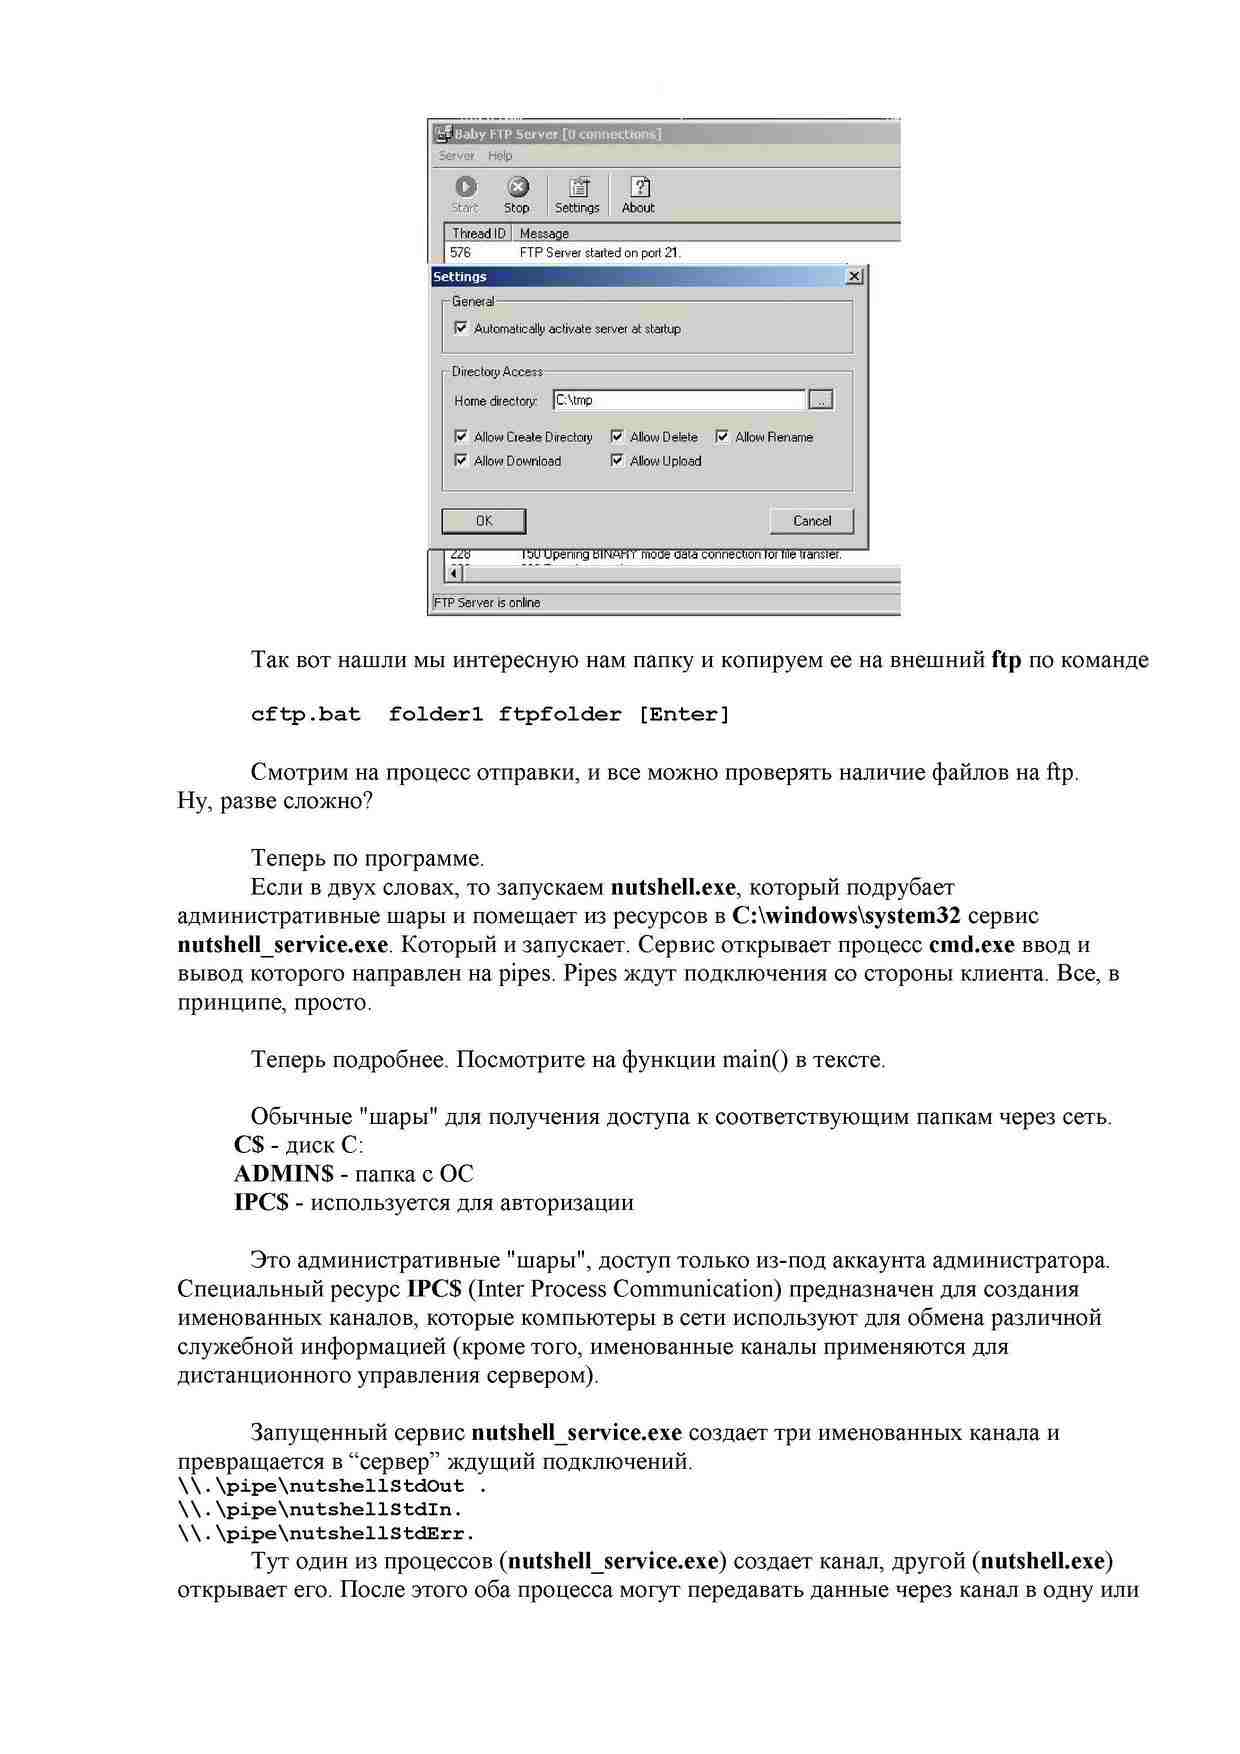 Baby FTP Server [0 connections]
Server Help
Start Stop Settings About
Thread ID Message
576 FTP Server started on port 21.
Settings
General
Automatically activate server at startup
Directory Access
Home directory: C:\tmp ..
Allow Create Directory Allow Delete Allow Rename
Allow Download Allow Upload
OK Cancel
228 150 Opening BINARY mode data connection for file transfer.
FTP Server is online
Так вот нашли мы интересную нам папку и копируем ее на внешний ftp по команде
cftp.bat folder1 ftpfolder [Enter]
Смотрим на процесс отправки, и все можно проверять наличие файлов на ftp.
Ну, разве сложно?
Теперь по программе.
Если в двух словах, то запускаем nutshell.exe, который подрубает
административные шары и помещает из ресурсов в C:\windows\system32 сервис
nutshell_service.exe. Который и запускает. Сервис открывает процесс cmd.exe ввод и
вывод которого направлен на pipes. Pipes ждут подключения со стороны клиента. Все, в
принципе, просто.
Теперь подробнее. Посмотрите на функции main() в тексте.
Обычные "шары" для получения доступа к соответствующим папкам через сеть.
C$ - диск C:
ADMIN$ - папка с ОС
IPC$ - используется для авторизации
Это административные "шары", доступ только из-под аккаунта администратора.
Специальный ресурс IPC$ (Inter Process Communication) предназначен для создания
именованных каналов, которые компьютеры в сети используют для обмена различной
служебной информацией (кроме того, именованные каналы применяются для
дистанционного управления сервером).
Запущенный сервис nutshell_service.exe создает три именованных канала и
превращается в “сервер” ждущий подключений.
\\.\pipe\nutshellStdOut .
\\.\pipe\nutshellStdIn.
\\.\pipe\nutshellStdErr.
Тут один из процессов (nutshell_service.exe) создает канал, другой (nutshell.exe)
открывает его. После этого оба процесса могут передавать данные через канал в одну или